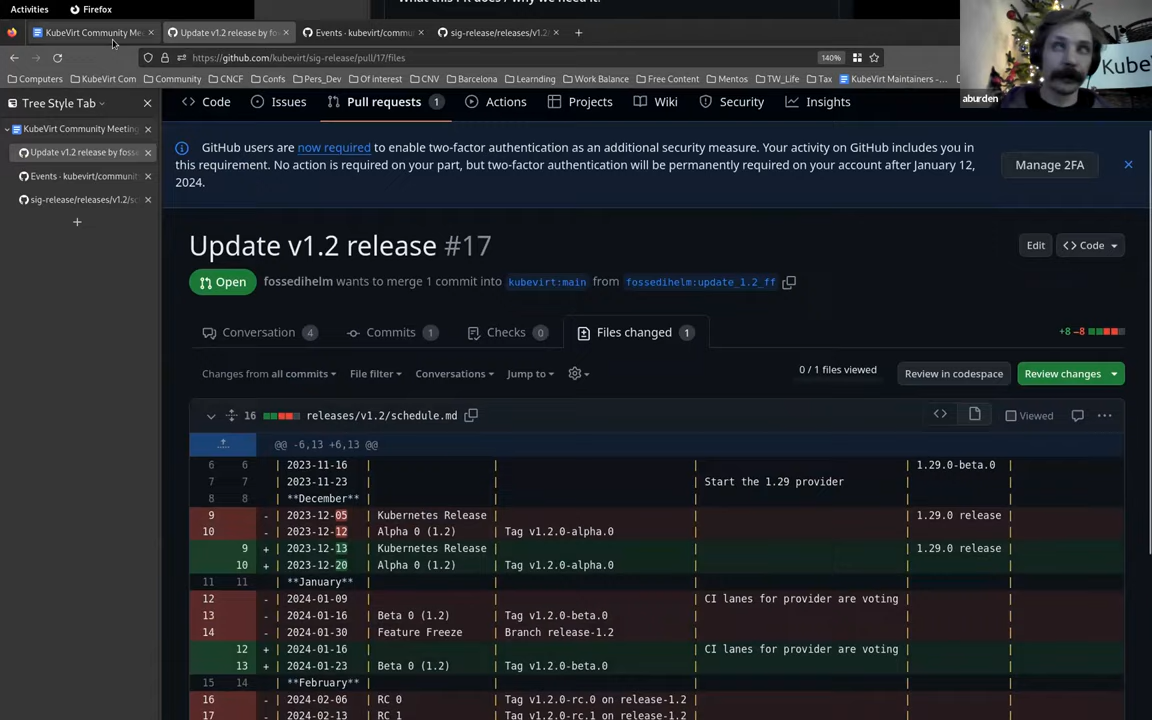 Activities
Firefox
What this PR does / why we need it:
KubeVirt Community Me
Update v1.2 release by fo
Events · kubevirt/commu
sig-release/releases/v1.2/
https://github.com/kubevirt/sig-release/pull/17/files
140%
Computers
KubeVirt Com
Community
CNCF
Confs
Pers_Dev
Of interest
CNV
Barcelona
Learnding
Work Balance
Free Content
Mentos
TW_Life
Tax
KubeVirt Maintainers -...
aburden
KubeV
Tree Style Tab
KubeVirt Community Meeting
Update v1.2 release by foss
Events · kubevirt/communit
sig-release/releases/v1.2/sc
Code
Issues
Pull requests 1
Actions
Projects
Wiki
Security
Insights
GitHub users are now required to enable two-factor authentication as an additional security measure. Your activity on GitHub includes you in
this requirement. No action is required on your part, but two-factor authentication will be permanently required on your account after January 12,
2024.
Manage 2FA
Update v1.2 release #17
Edit
Code
Open
fossedihelm wants to merge 1 commit into kubevirt:main from fossedihelm:update_1.2_ff
Conversation 4
Commits 1
Checks 0
Files changed 1
+8 −8
Changes from all commits
File filter
Conversations
Jump to
0 / 1 files viewed
Review in codespace
Review changes
16 releases/v1.2/schedule.md
Viewed
@@ -6,13 +6,13 @@
6 6 | 2023-11-16 | | | | 1.29.0-beta.0 |
7 7 | 2023-11-23 | | | Start the 1.29 provider | |
8 8 | **December** | | | | |
9 - | 2023-12-05 | Kubernetes Release | | | 1.29.0 release |
10 - | 2023-12-12 | Alpha 0 (1.2) | Tag v1.2.0-alpha.0 | | |
9 + | 2023-12-13 | Kubernetes Release | | | 1.29.0 release |
10 + | 2023-12-20 | Alpha 0 (1.2) | Tag v1.2.0-alpha.0 | | |
11 11 | **January** | | | | |
12 - | 2024-01-09 | | | CI lanes for provider are voting | |
13 - | 2024-01-16 | Beta 0 (1.2) | Tag v1.2.0-beta.0 | | |
14 - | 2024-01-30 | Feature Freeze | Branch release-1.2 | | |
12 + | 2024-01-16 | | | CI lanes for provider are voting | |
13 + | 2024-01-23 | Beta 0 (1.2) | Tag v1.2.0-beta.0 | | |
15 14 | **February** | | | | |
16 - | 2024-02-06 | RC 0 | Tag v1.2.0-rc.0 on release-1.2 | | |
17 - | 2024-02-13 | RC 1 | Tag v1.2.0-rc.1 on release-1.2 | | |